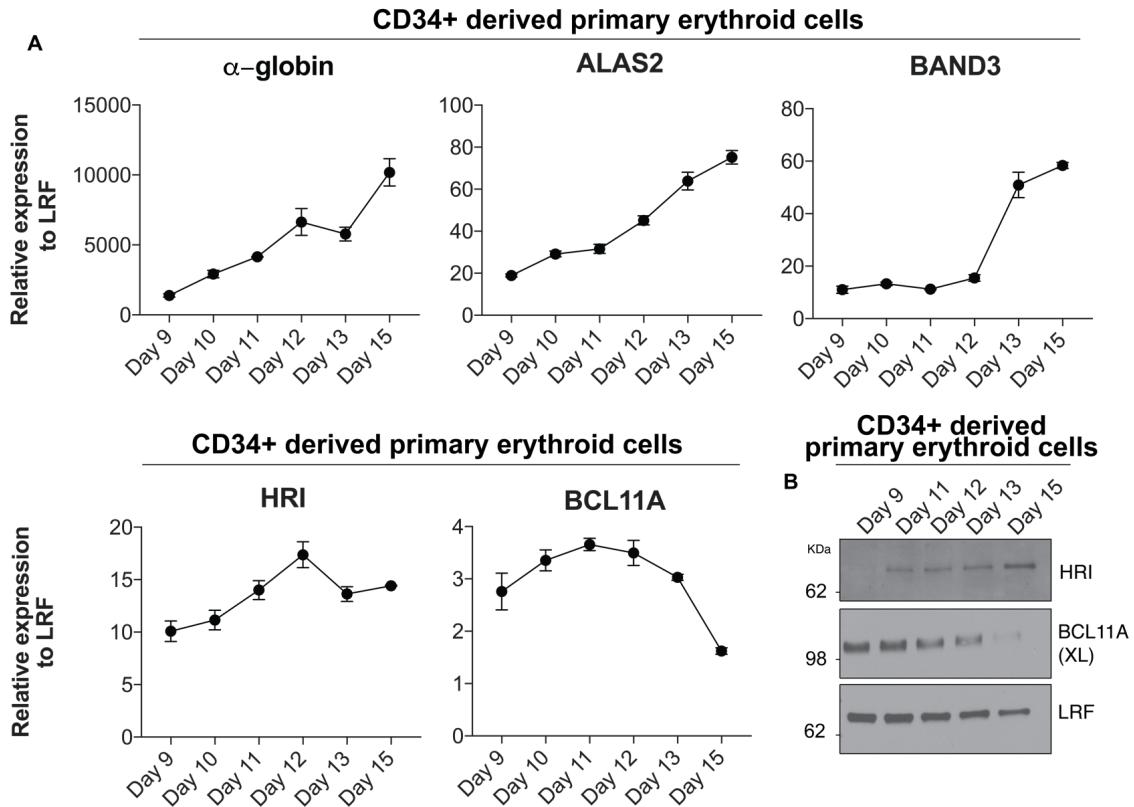 CD34+ derived primary erythroid cells
A
α–globin
ALAS2
BAND3
Relative expression
to LRF
15000
10000
5000
0
Day 9
Day 10
Day 11
Day 12
Day 13
Day 15
100
80
60
40
20
0
Day 9
Day 10
Day 11
Day 12
Day 13
Day 15
80
60
40
20
0
Day 9
Day 10
Day 11
Day 12
Day 13
Day 15
CD34+ derived primary erythroid cells
HRI
BCL11A
Relative expression
to LRF
20
15
10
5
0
Day 9
Day 10
Day 11
Day 12
Day 13
Day 15
4
3
2
1
0
Day 9
Day 10
Day 11
Day 12
Day 13
Day 15
CD34+ derived
primary erythroid cells
B
Day 9
Day 11
Day 12
Day 13
Day 15
KDa
62
HRI
98
BCL11A
(XL)
62
LRF